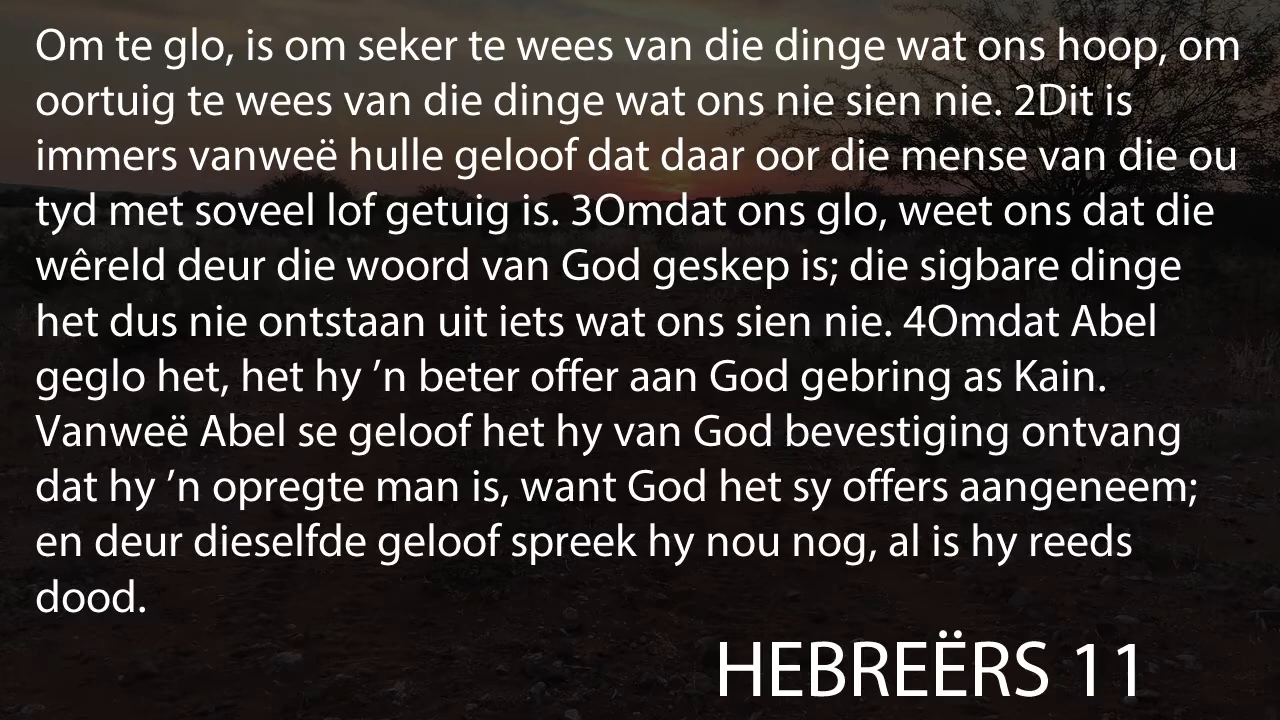 Om te glo, is om seker te wees van die dinge wat ons hoop, om
oortuig te wees van die dinge wat ons nie sien nie. 2Dit is
immers vanweë hulle geloof dat daar oor die mense van die ou
tyd met soveel lof getuig is. 3Omdat ons glo, weet ons dat die
wêreld deur die woord van God geskep is; die sigbare dinge
het dus nie ontstaan uit iets wat ons sien nie. 4Omdat Abel
geglo het, het hy ’n beter offer aan God gebring as Kain.
Vanweë Abel se geloof het hy van God bevestiging ontvang
dat hy ’n opregte man is, want God het sy offers aangeneem;
en deur dieselfde geloof spreek hy nou nog, al is hy reeds
dood.
HEBREËRS 11